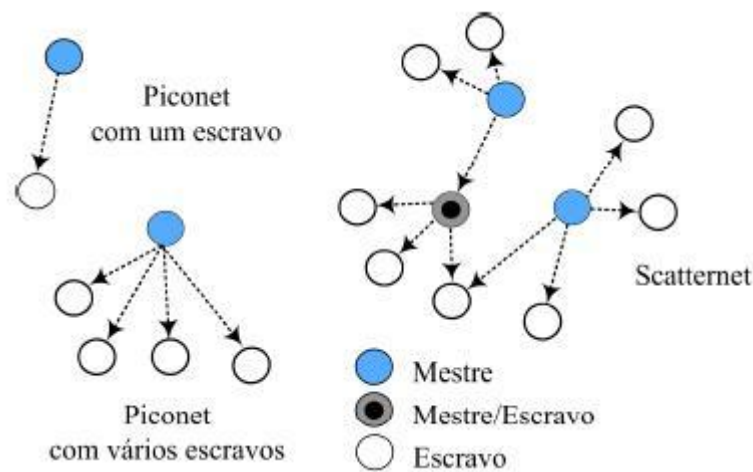 Piconet
com um escravo
Scatternet
Piconet
com vários escravos
Mestre
Mestre/Escravo
Escravo